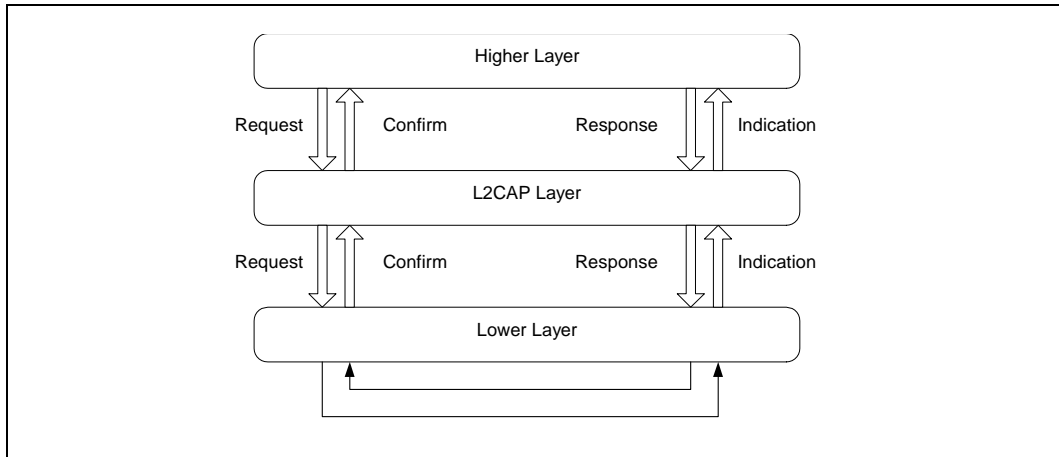 Higher Layer
Request Confirm Response Indication
L2CAP Layer
Request Confirm Response Indication
Lower Layer